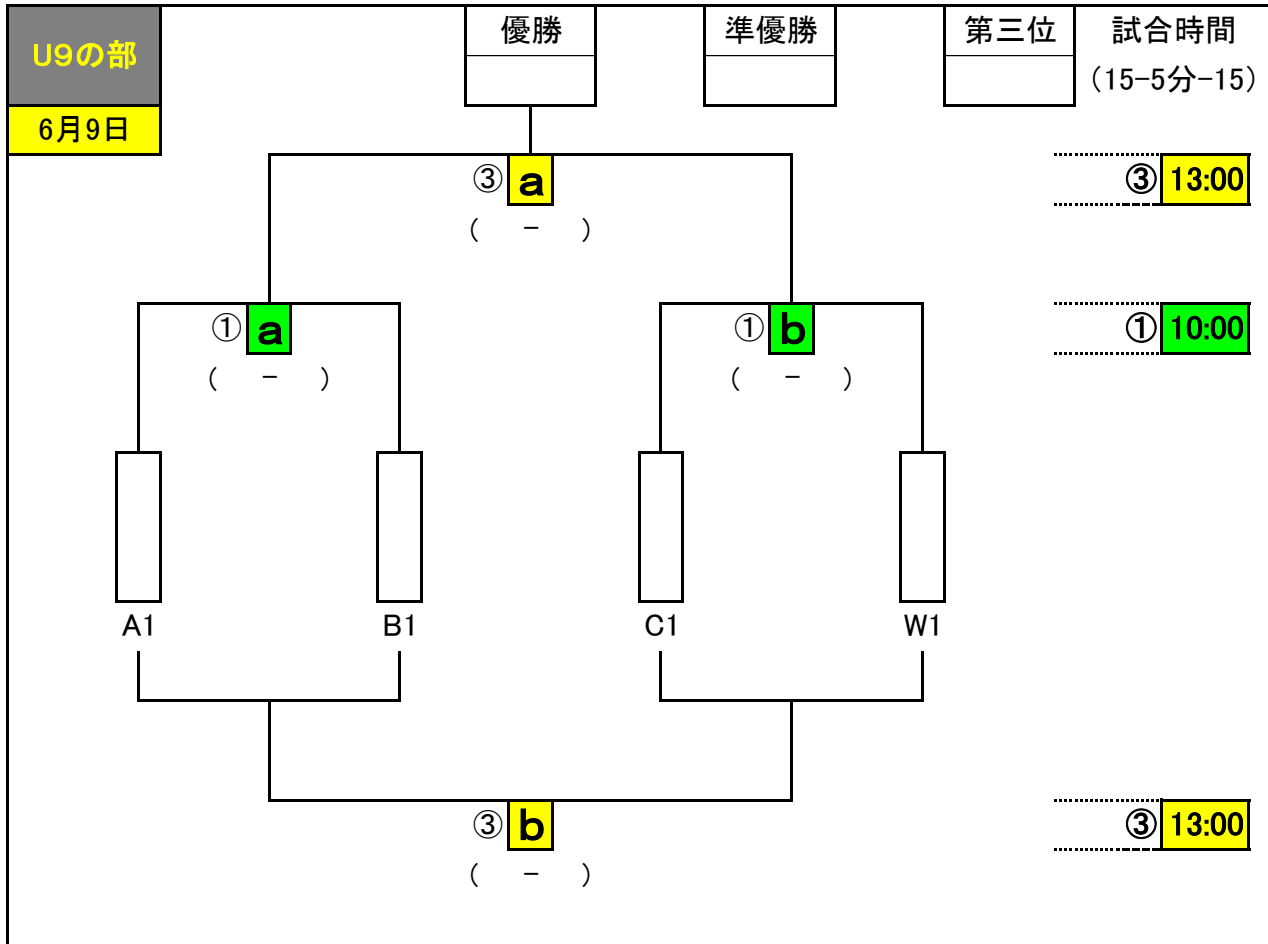 U9の部
優勝
準優勝
第三位
試合時間
(15-5分-15)
6月9日
③ a
( - )
③ 13:00
① a
( - )
① b
( - )
① 10:00
A1
B1
C1
W1
③ b
( - )
③ 13:00